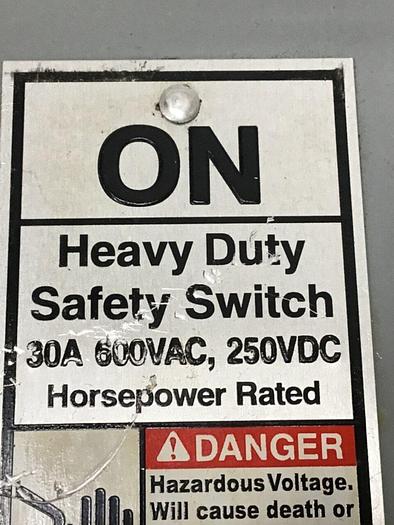 ON
Heavy Duty
Safety Switch
30A 600VAC, 250VDC
Horsepower Rated
DANGER
Hazardous Voltage.
Will cause death or